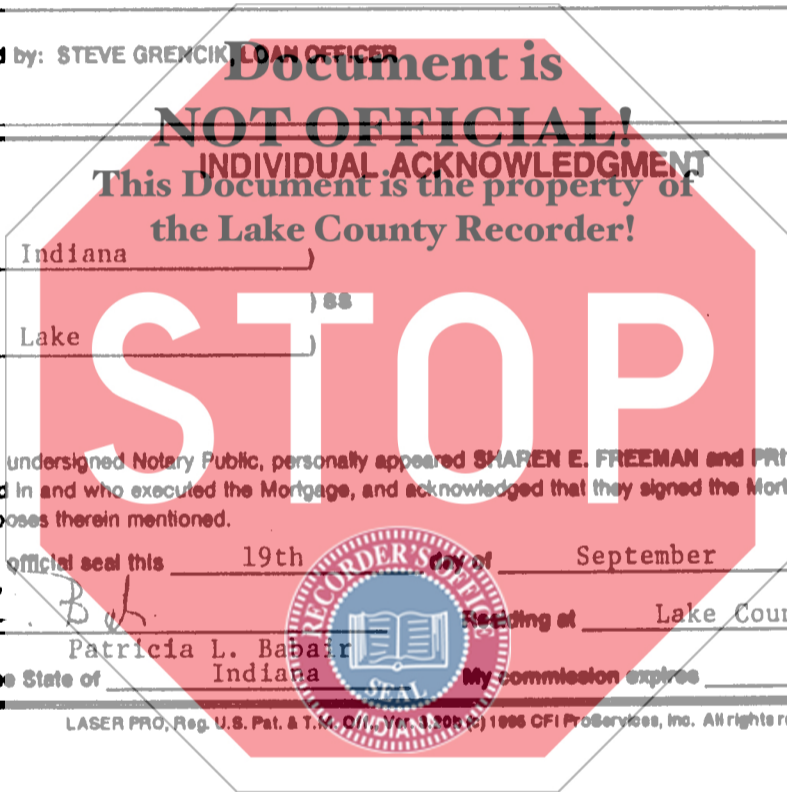 d by: STEVE GRENCIK, LOAN OFFICER
Document is
NOT OFFICIAL!
INDIVIDUAL ACKNOWLEDGMENT
This Document is the property of
the Lake County Recorder!
Indiana )
) SS
Lake )
STOP
undersigned Notary Public, personally appeared SHAREN E. FREEMAN and PRI
d in and who executed the Mortgage, and acknowledged that they signed the Mort
oses therein mentioned.
official seal this 19th day of September
Residing at Lake Coun
Patricia L. Babair
e State of Indiana My commission expires
RECORDER'S OFFICE
SEAL
INDIANA
LASER PRO, Reg. U.S. Pat. & T.M. Off., Ver. (c) 1995 CFI ProServices, Inc. All rights r